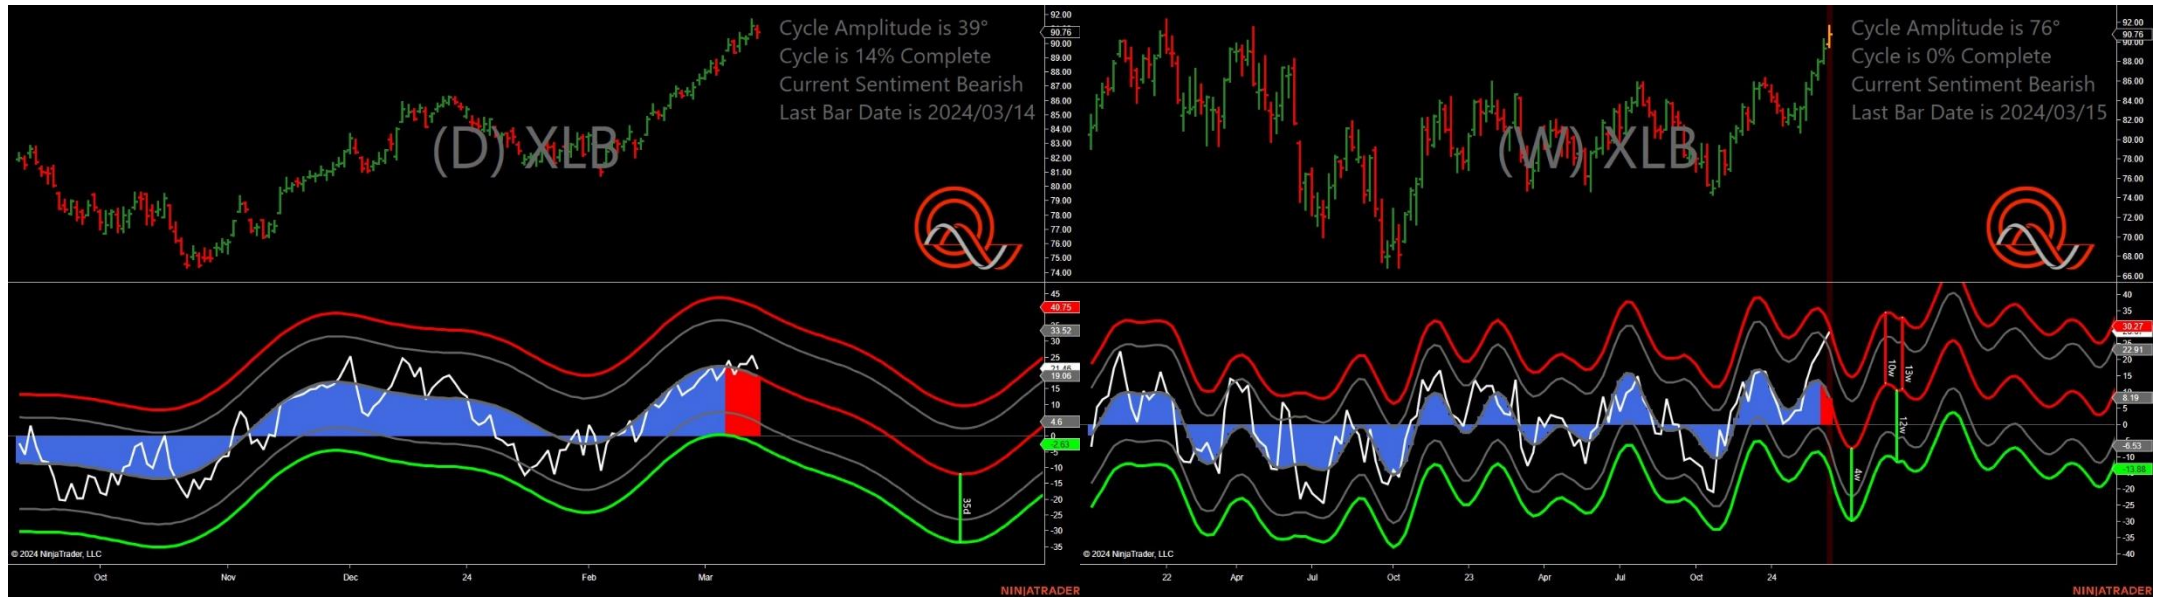 Cycle Amplitude is 39°
Cycle is 14% Complete
Current Sentiment Bearish
Last Bar Date is 2024/03/14
(D) XLB
92.00
90.76
90.00
89.00
88.00
87.00
86.00
85.00
84.00
83.00
82.00
81.00
80.00
79.00
78.00
77.00
76.00
75.00
74.00
45
40.75
33.52
30
25
21.46
19.06
15
10
4.6
0
-2.63
-10
-15
-20
-25
-30
-35
35d
© 2024 NinjaTrader, LLC
Oct
Nov
Dec
24
Feb
Mar
NINJATRADER
Cycle Amplitude is 76°
Cycle is 0% Complete
Current Sentiment Bearish
Last Bar Date is 2024/03/15
(W) XLB
92.00
90.76
90.00
88.00
86.00
84.00
82.00
80.00
78.00
76.00
74.00
72.00
70.00
68.00
66.00
40
35
30.27
25
22.91
20
15
10
8.19
5
0
-6.53
-10
-13.88
-20
-25
-30
-35
-40
10w
13w
12w
4w
© 2024 NinjaTrader, LLC
22
Apr
Jul
Oct
23
Apr
Jul
Oct
24
NINJATRADER